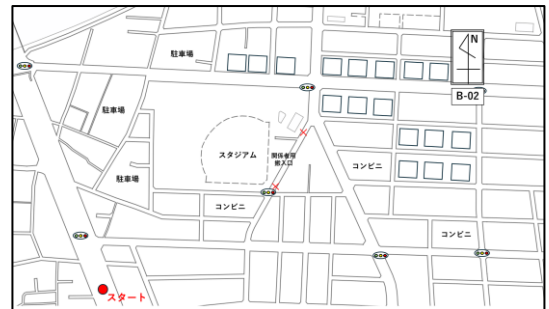 N
B-02
駐車場
駐車場
スタジアム
関係者用
搬入口
コンビニ
駐車場
コンビニ
コンビニ
スタート